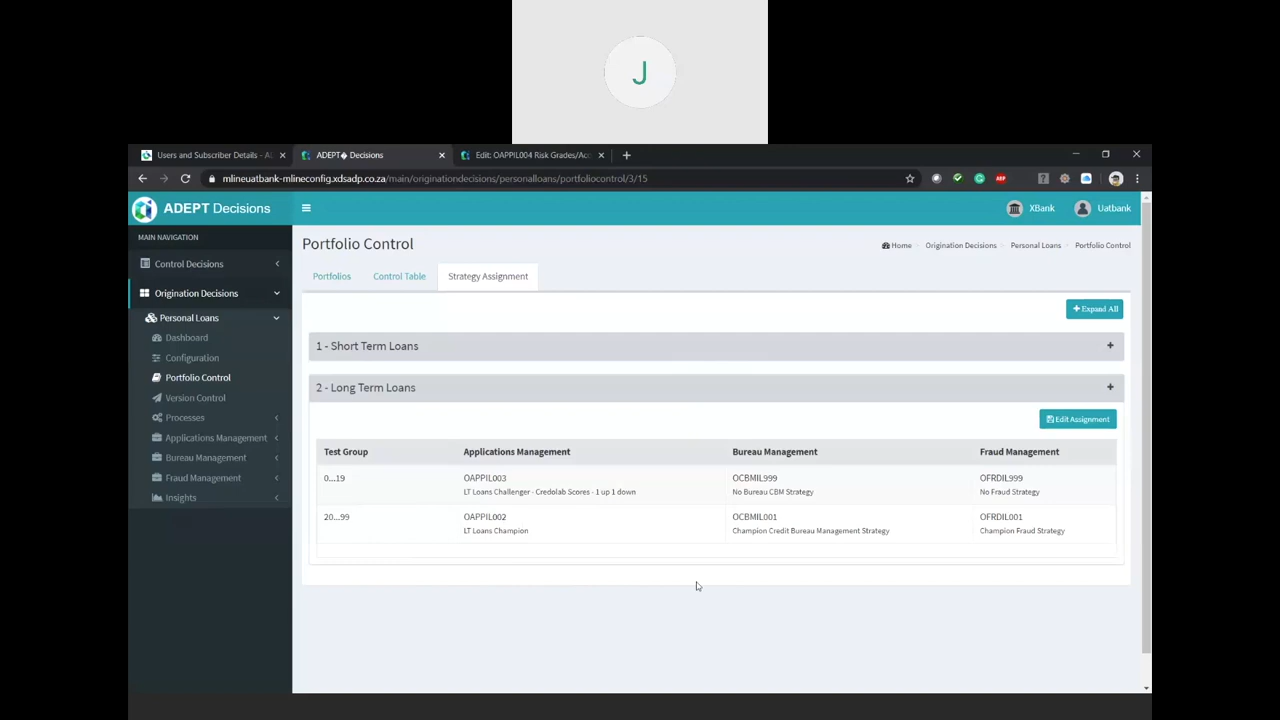 J
Users and Subscriber Details - A
ADEPT� Decisions
Edit: OAPPIL004 Risk Grades/Acc
mlineuatbank-mlineconfig.xdsadp.co.za/main/originationdecisions/personalloans/portfoliocontrol/3/15
ABP
ADEPT Decisions
XBank
Uatbank
MAIN NAVIGATION
Control Decisions
Origination Decisions
Personal Loans
Dashboard
Configuration
Portfolio Control
Version Control
Processes
Applications Management
Bureau Management
Fraud Management
Insights
Portfolio Control
Home Origination Decisions Personal Loans Portfolio Control
Portfolios Control Table Strategy Assignment
+ Expand All
1 - Short Term Loans +
2 - Long Term Loans +
Edit Assignment
Test Group Applications Management Bureau Management Fraud Management
0...19 OAPPIL003 OCBMIL999 OFRDIL999
LT Loans Challenger - Credolab Scores - 1 up 1 down No Bureau CBM Strategy No Fraud Strategy
20...99 OAPPIL002 OCBMIL001 OFRDIL001
LT Loans Champion Champion Credit Bureau Management Strategy Champion Fraud Strategy